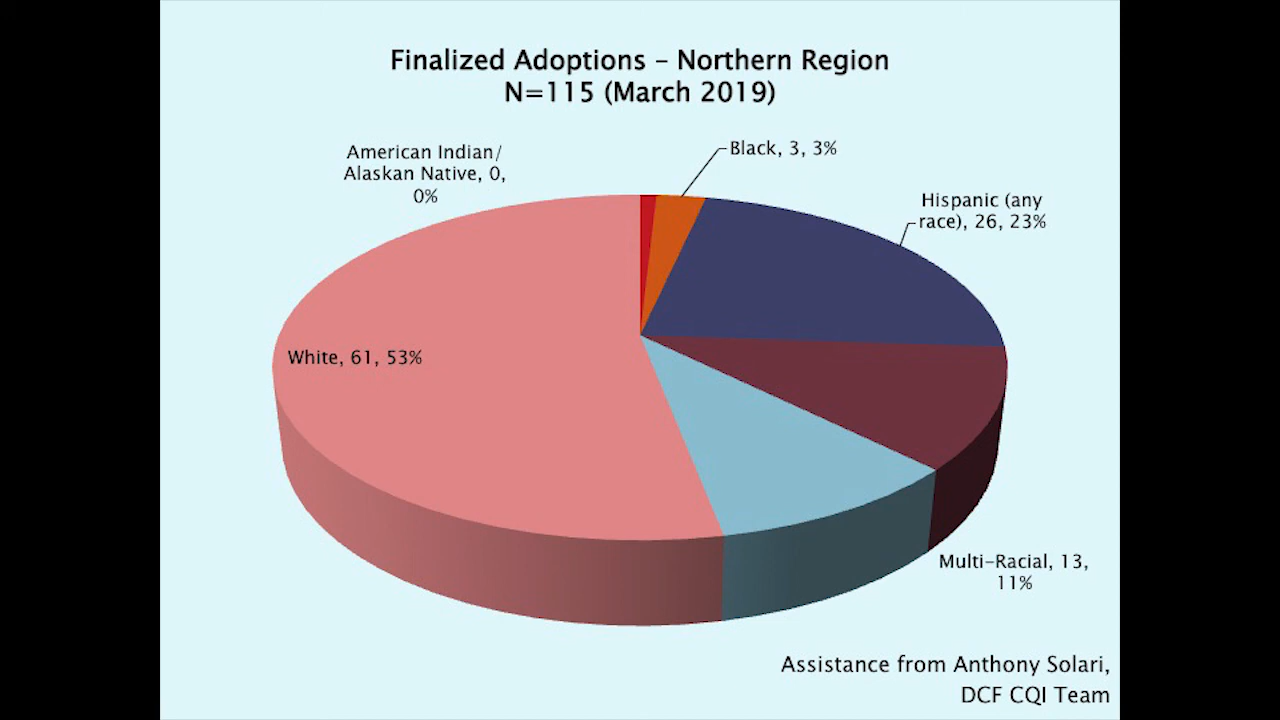 Finalized Adoptions – Northern Region
N=115 (March 2019)
American Indian/
Alaskan Native, 0,
0%
Black, 3, 3%
Hispanic (any
race), 26, 23%
White, 61, 53%
Multi-Racial, 13,
11%
Assistance from Anthony Solari,
DCF CQI Team